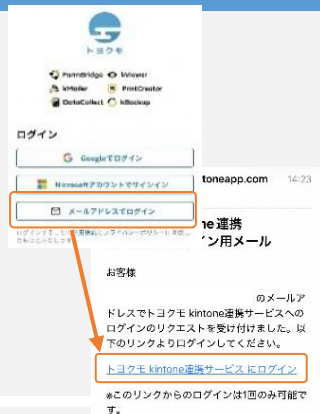 トヨクモ
FormBridge kViewer
kMailer PrintCreator
DataCollect kBackup
ログイン
Googleでログイン
Microsoftアカウントでサインイン
メールアドレスでログイン
toneapp.com 14:23
ne連携
イン用メール
お客様
のメールア
ドレスでトヨクモ kintone連携サービスへの
ログインのリクエストを受け付けました。以
下のリンクよりログインしてください。
トヨクモ kintone連携サービス にログイン
※このリンクからのログインは1回のみ可能で
す。